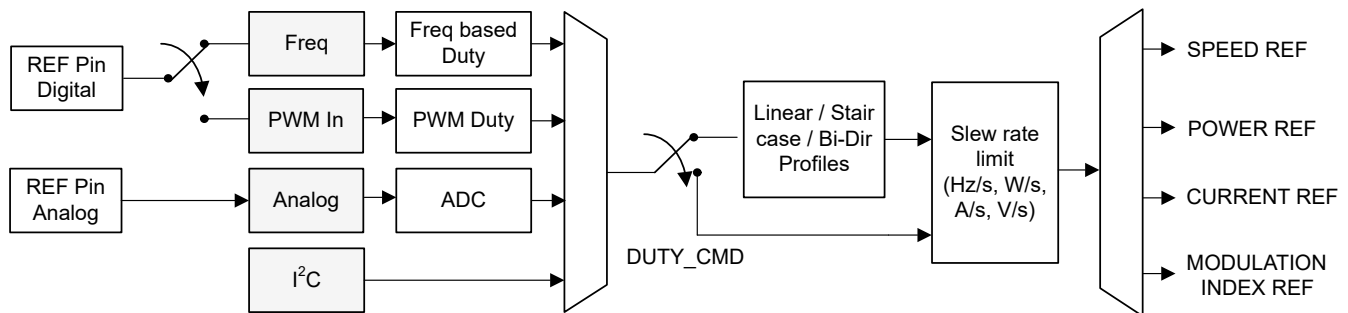 REF Pin
Digital
Freq
Freq based
Duty
PWM In
PWM Duty
REF Pin
Analog
Analog
ADC
I²C
DUTY_CMD
Linear / Stair
case / Bi-Dir
Profiles
Slew rate
limit
(Hz/s, W/s,
A/s, V/s)
SPEED REF
POWER REF
CURRENT REF
MODULATION
INDEX REF